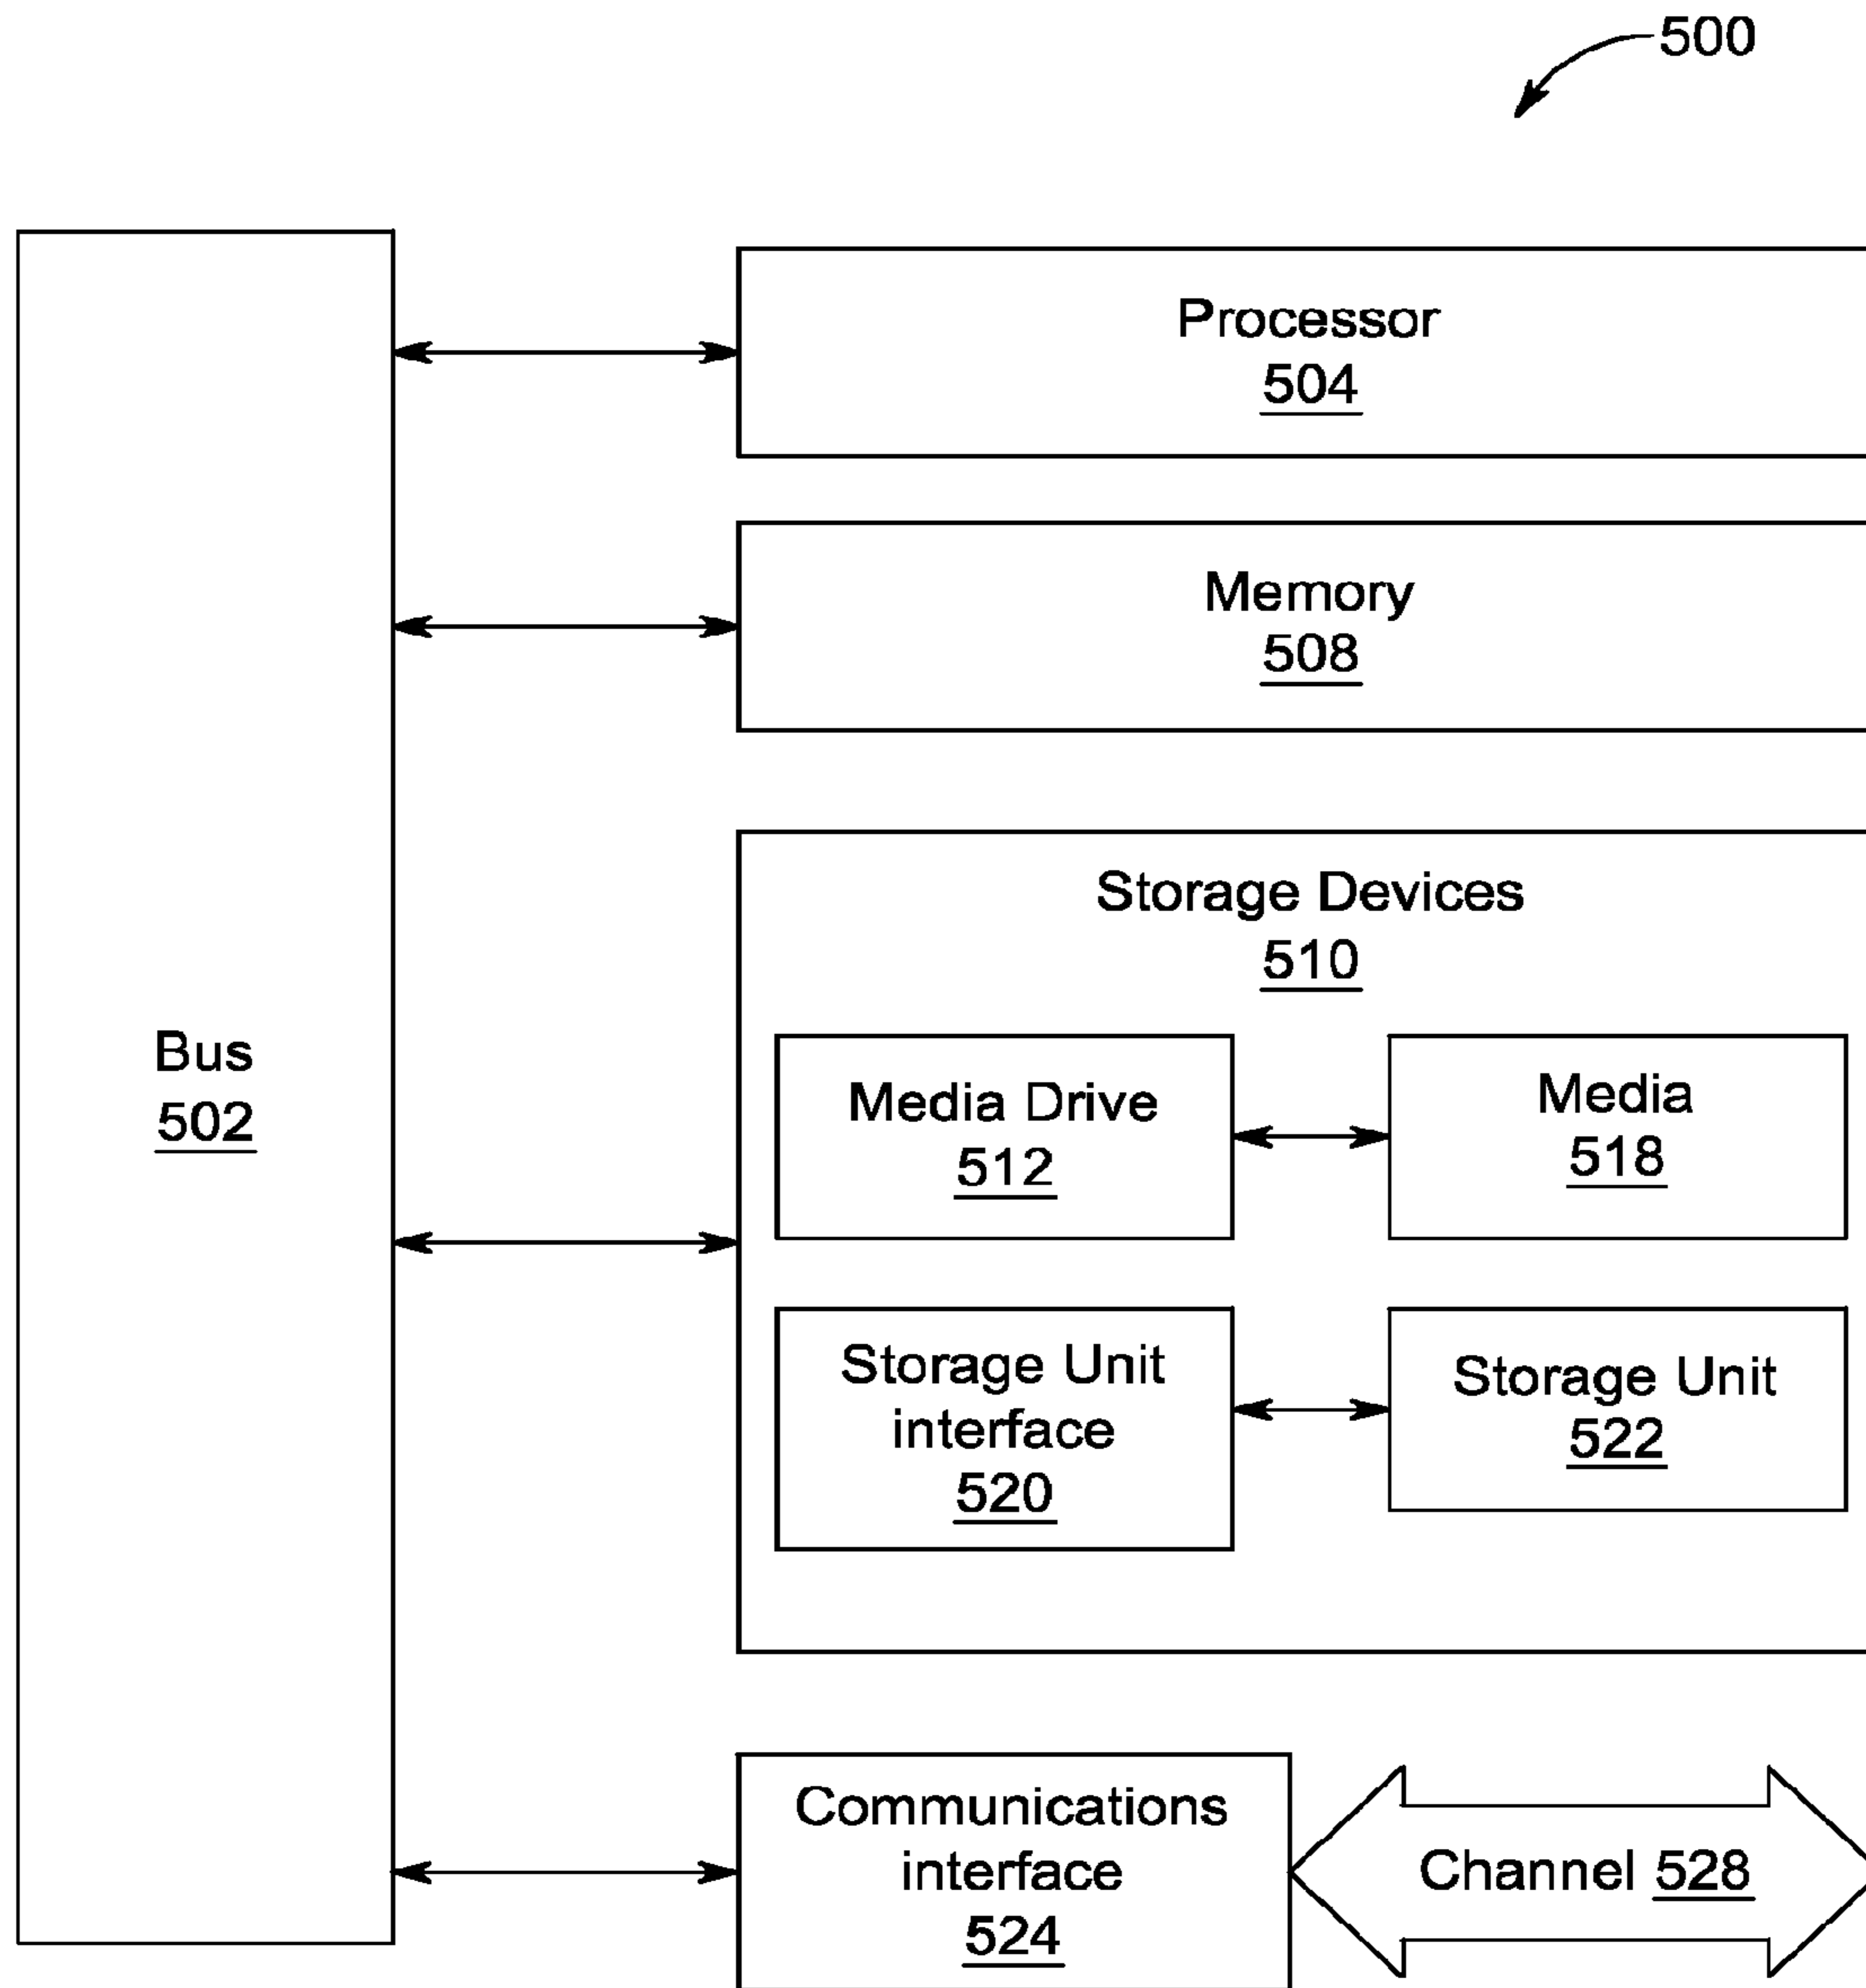 500
Processor
504
Memory
508
Storage Devices
510
Bus
502
Media Drive
512
Media
518
Storage Unit
interface
520
Storage Unit
522
Communications
interface
524
Channel 528